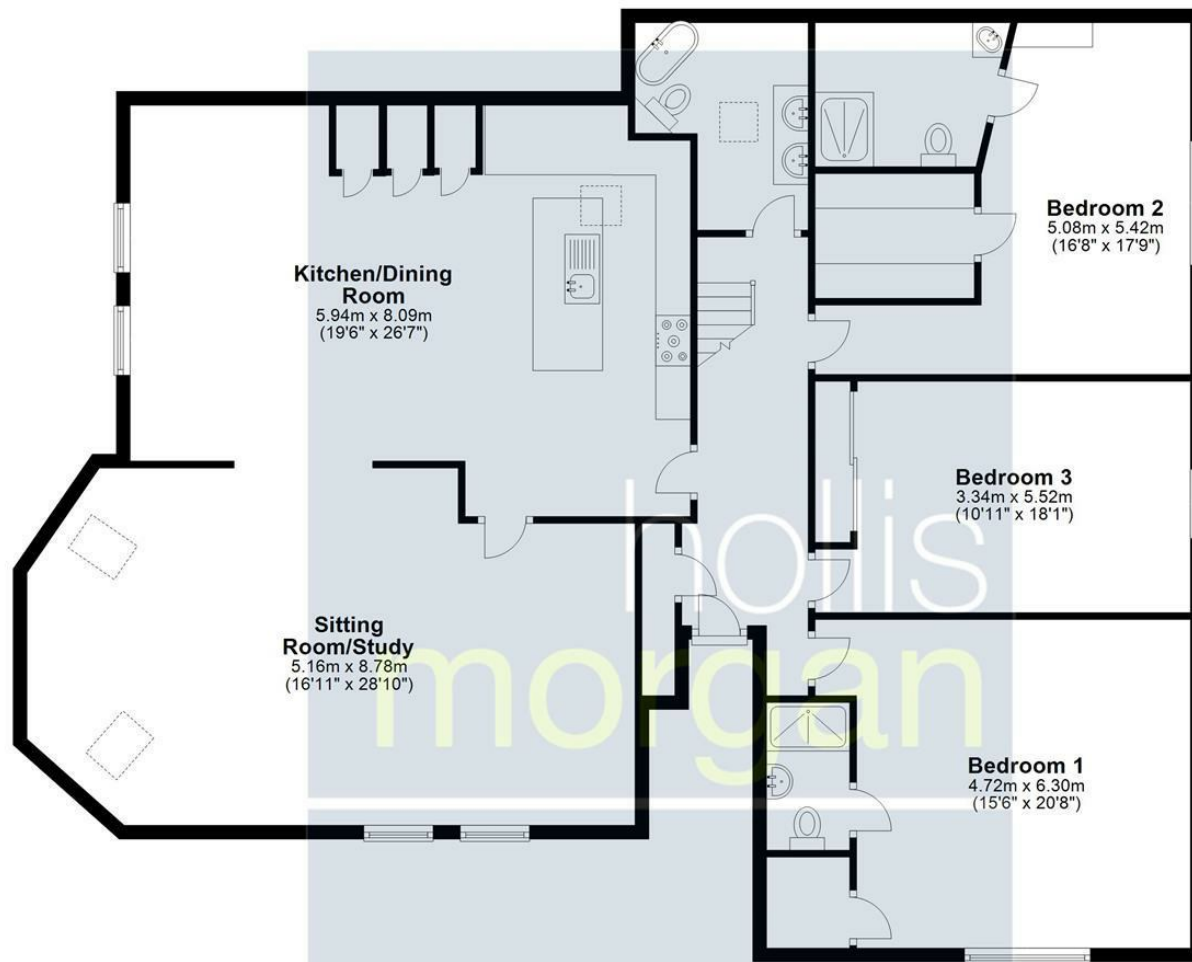 Kitchen/Dining
Room
5.94m x 8.09m
(19'6" x 26'7")
Bedroom 2
5.08m x 5.42m
(16'8" x 17'9")
Bedroom 3
3.34m x 5.52m
(10'11" x 18'1")
hollis
morgan
Sitting
Room/Study
5.16m x 8.78m
(16'11" x 28'10")
Bedroom 1
4.72m x 6.30m
(15'6" x 20'8")